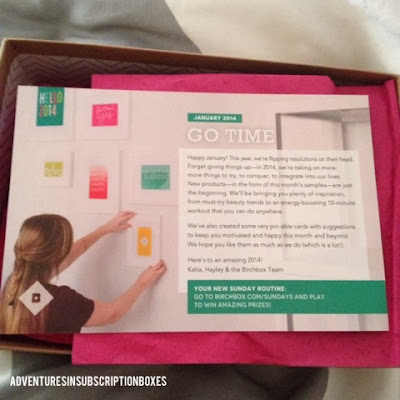 HELLO
2014
JANUARY 2014
GO TIME
Happy January! This year, we're flipping resolutions on their head.
Forget giving things up—in 2014, we're taking on more:
more things to try, to conquer, to integrate into our lives.
New products—in the form of this month's samples—are just
the beginning. We'll be bringing you plenty of inspiration,
from must-try beauty trends to an energy-boosting 10-minute
workout that you can do anywhere.
We've also created some very pin-able cards with suggestions
to keep you motivated and happy this month and beyond.
We hope you like them as much as we do (which is a lot!).
Here's to an amazing 2014!
Katia, Hayley & the Birchbox Team
YOUR NEW SUNDAY ROUTINE:
GO TO BIRCHBOX.COM/SUNDAYS AND PLAY
TO WIN AMAZING PRIZES!
B
ADVENTURESINSUBSCRIPTIONBOXES